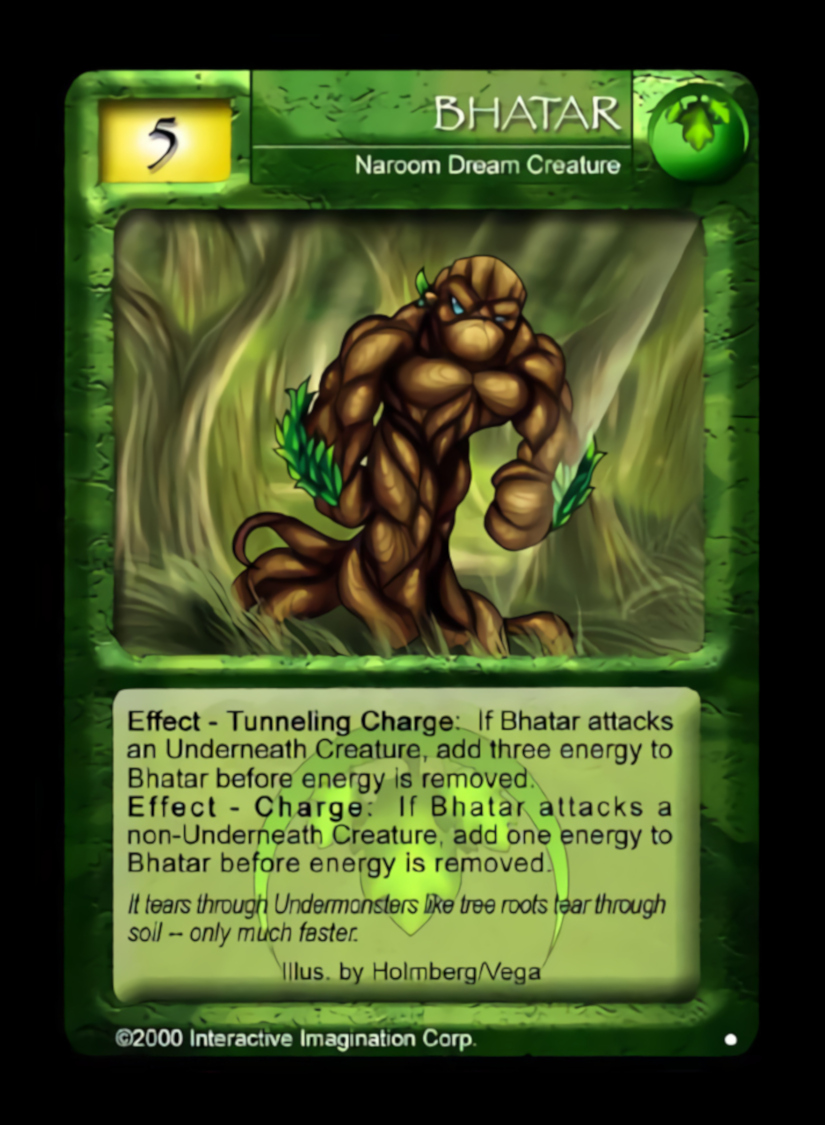 5
BHATAR
Naroom Dream Creature
Effect - Tunneling Charge: If Bhatar attacks
an Underneath Creature, add three energy to
Bhatar before energy is removed.
Effect - Charge: If Bhatar attacks a
non-Underneath Creature, add one energy to
Bhatar before energy is removed.
It tears through Undermonsters like tree roots tear through
soil -- only much faster.
Illus. by Holmberg/Vega
©2000 Interactive Imagination Corp.